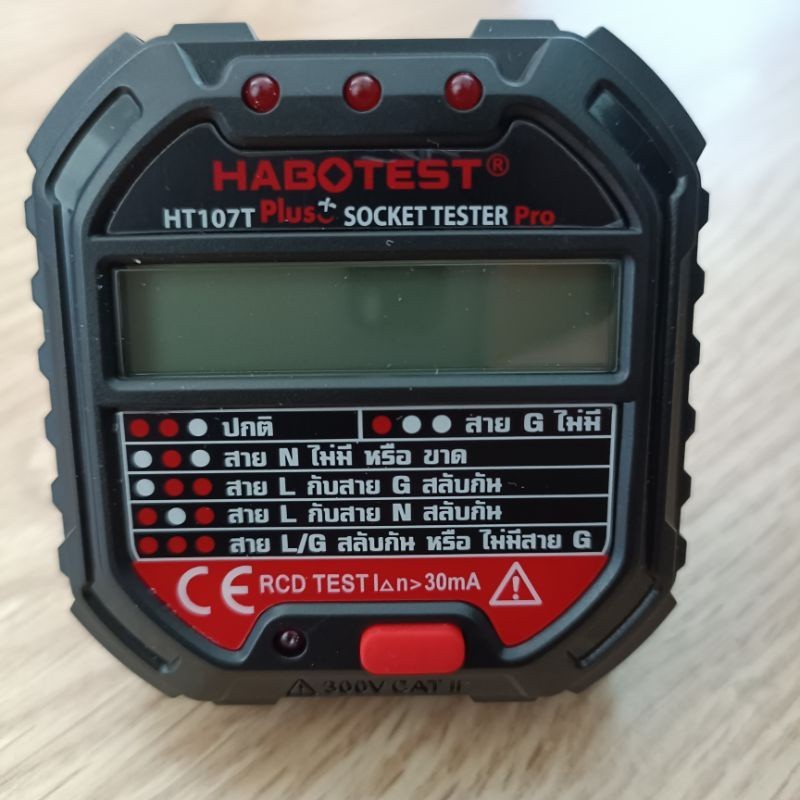 HABOTEST®
HT107T Plus+ SOCKET TESTER Pro
ปกติ
สาย G ไม่มี
สาย N ไม่มี หรือ ขาด
สาย L กับสาย G สลับกัน
สาย L กับสาย N สลับกัน
สาย L/G สลับกัน หรือ ไม่มีสาย G
CE RCD TEST I△n>30mA
300V CAT II